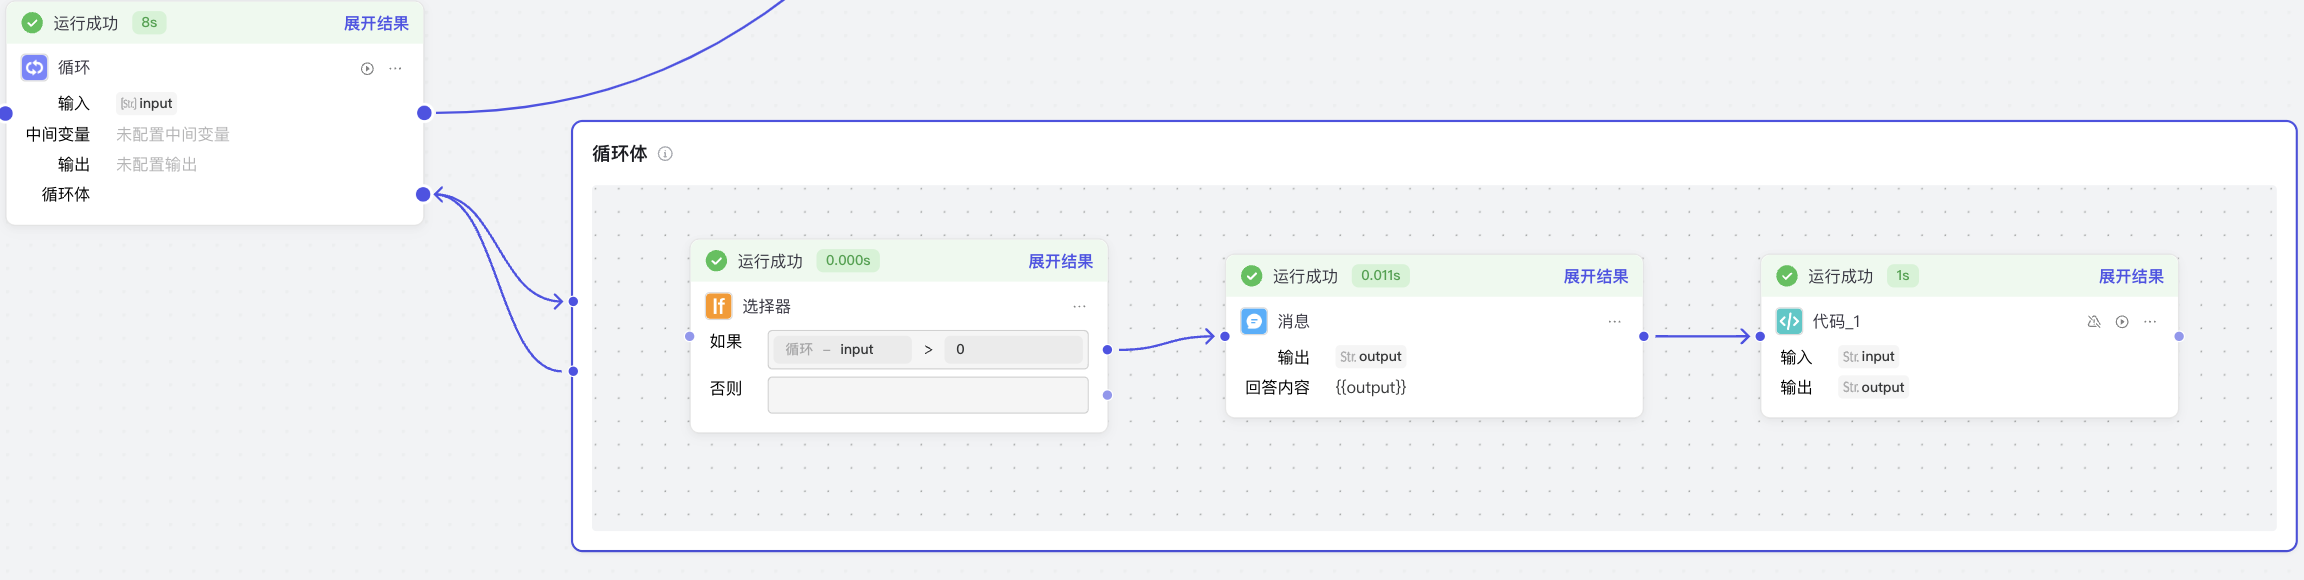 运行成功 8s 展开结果
循环
输入 [Str.] input
中间变量 未配置中间变量
输出 未配置输出
循环体
循环体
运行成功 0.000s 展开结果
If 选择器
如果 循环 – input > 0
否则
运行成功 0.011s 展开结果
消息
输出 Str. output
回答内容 {{output}}
运行成功 1s 展开结果
代码_1
输入 Str. input
输出 Str. output